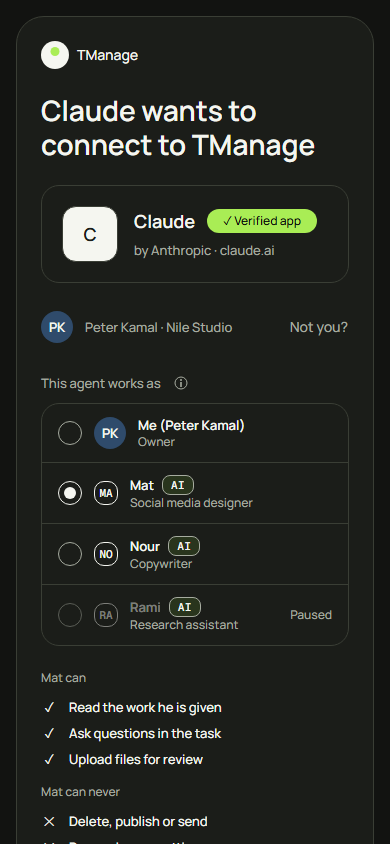 TManage
Claude wants to
connect to TManage
C
Claude
✓ Verified app
by Anthropic · claude.ai
PK
Peter Kamal · Nile Studio
Not you?
This agent works as
PK
Me (Peter Kamal)
Owner
MA
Mat
AI
Social media designer
NO
Nour
AI
Copywriter
RA
Rami
AI
Research assistant
Paused
Mat can
✓ Read the work he is given
✓ Ask questions in the task
✓ Upload files for review
Mat can never
✕ Delete, publish or send